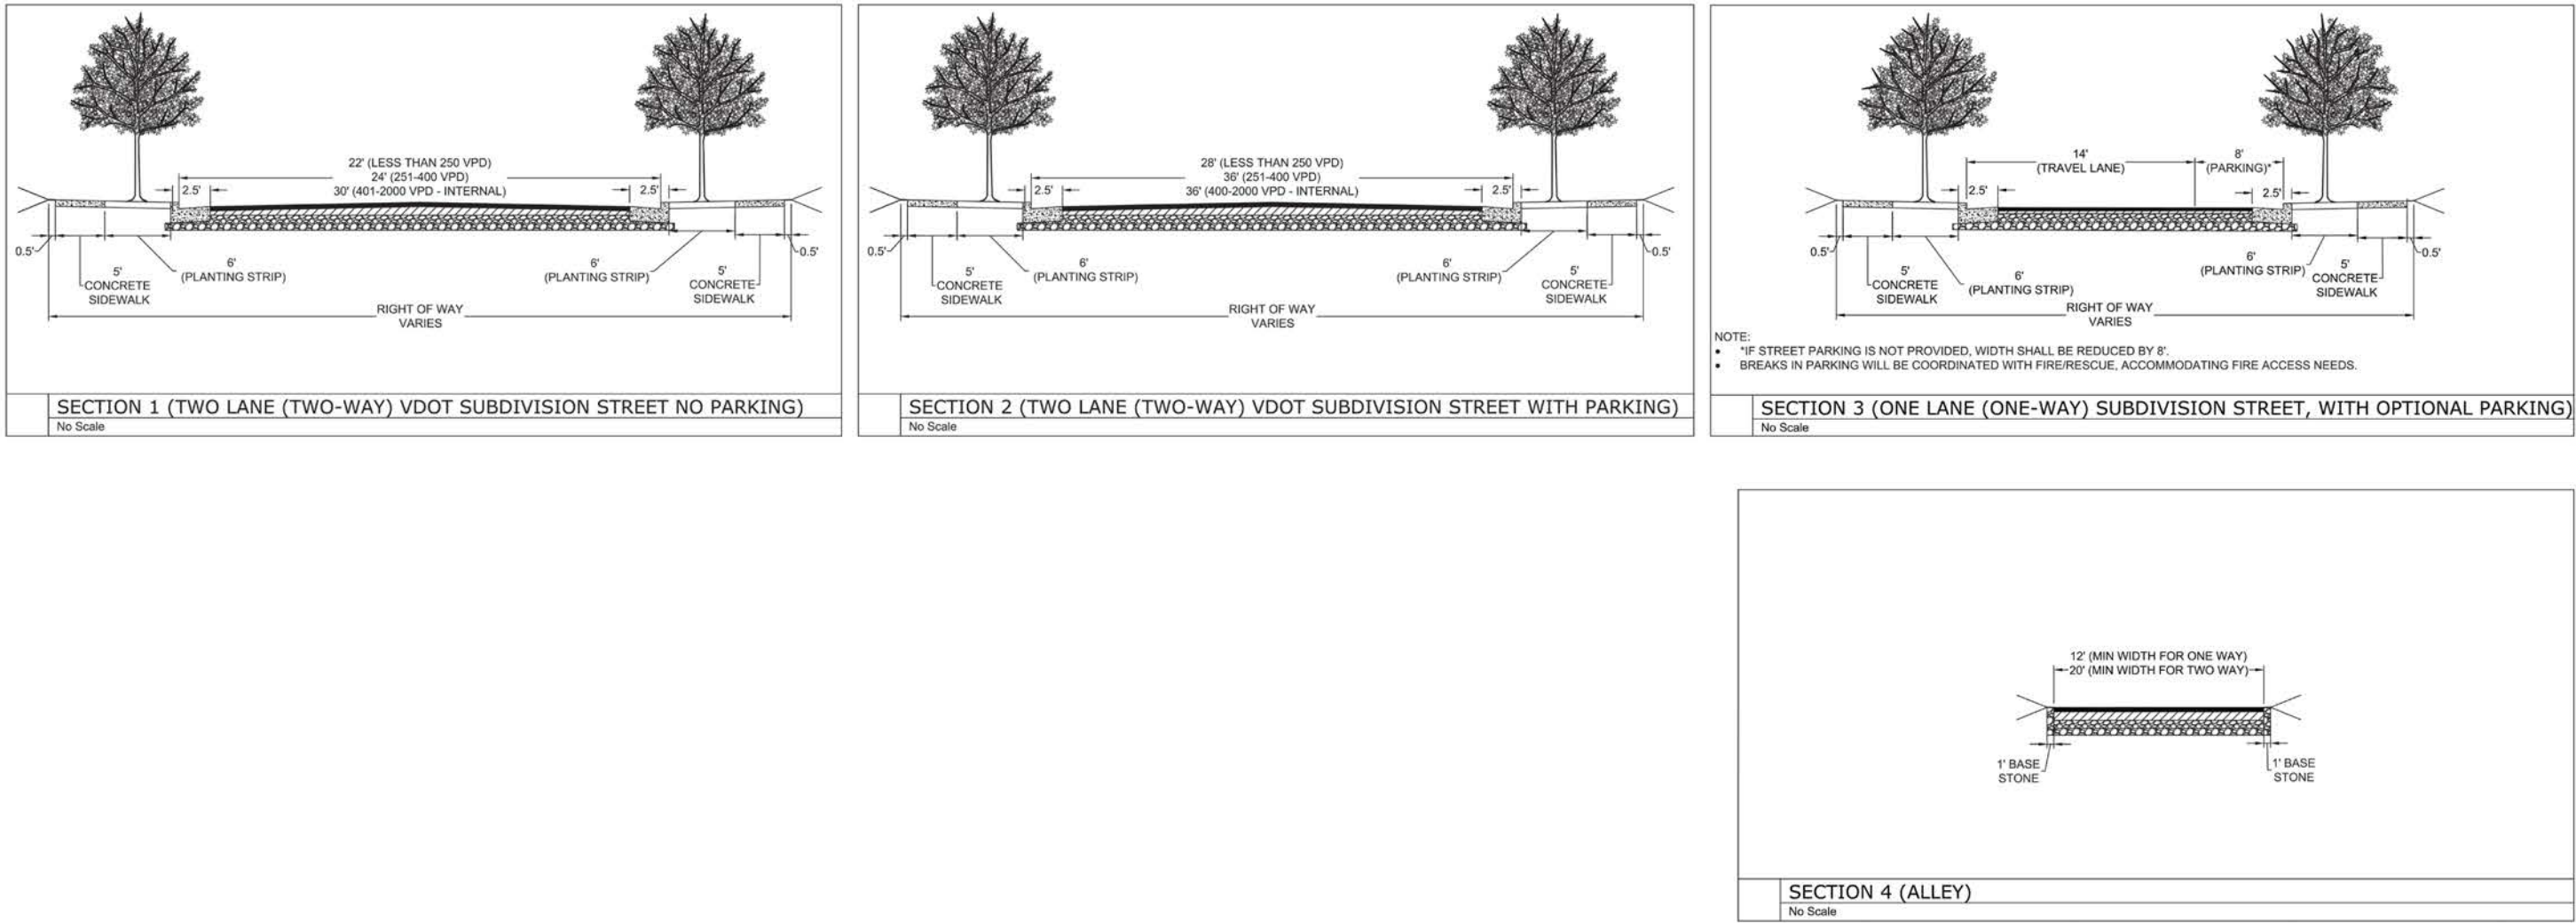 22' (LESS THAN 250 VPD)
24' (251-400 VPD)
30' (401-2000 VPD - INTERNAL)
2.5'
2.5'
0.5'
5'
CONCRETE
SIDEWALK
6'
(PLANTING STRIP)
6'
(PLANTING STRIP)
5'
CONCRETE
SIDEWALK
0.5'
RIGHT OF WAY
VARIES
SECTION 1 (TWO LANE (TWO-WAY) VDOT SUBDIVISION STREET NO PARKING)
No Scale
28' (LESS THAN 250 VPD)
36' (251-400 VPD)
36' (400-2000 VPD - INTERNAL)
2.5'
2.5'
0.5'
5'
CONCRETE
SIDEWALK
6'
(PLANTING STRIP)
6'
(PLANTING STRIP)
5'
CONCRETE
SIDEWALK
0.5'
RIGHT OF WAY
VARIES
SECTION 2 (TWO LANE (TWO-WAY) VDOT SUBDIVISION STREET WITH PARKING)
No Scale
14'
(TRAVEL LANE)
8'
(PARKING)*
2.5'
2.5'
0.5'
5'
CONCRETE
SIDEWALK
6'
(PLANTING STRIP)
6'
(PLANTING STRIP)
5'
CONCRETE
SIDEWALK
0.5'
RIGHT OF WAY
VARIES
NOTE:
• *IF STREET PARKING IS NOT PROVIDED, WIDTH SHALL BE REDUCED BY 8'.
• BREAKS IN PARKING WILL BE COORDINATED WITH FIRE/RESCUE, ACCOMMODATING FIRE ACCESS NEEDS.
SECTION 3 (ONE LANE (ONE-WAY) SUBDIVISION STREET, WITH OPTIONAL PARKING)
No Scale
12' (MIN WIDTH FOR ONE WAY)
20' (MIN WIDTH FOR TWO WAY)
1' BASE
STONE
1' BASE
STONE
SECTION 4 (ALLEY)
No Scale